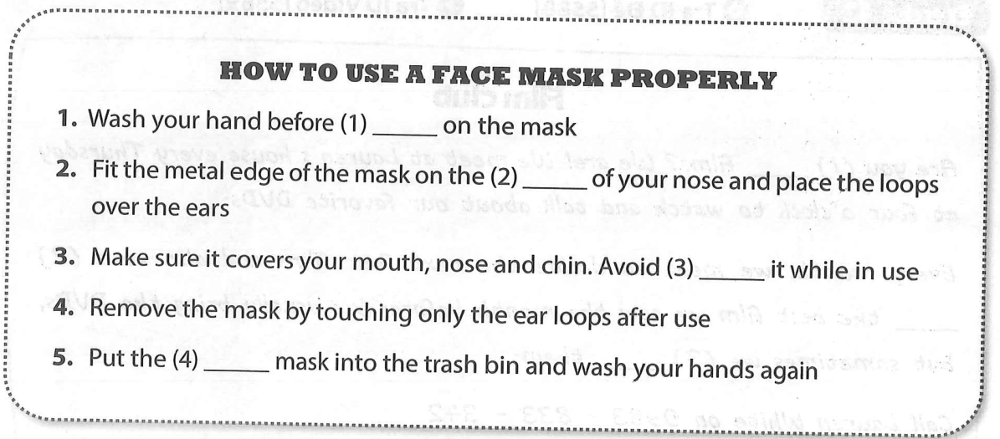 HOW TO USE A FACE MASK PROPERLY
1. Wash your hand before (1) ______ on the mask
2. Fit the metal edge of the mask on the (2) ______ of your nose and place the loops
over the ears
3. Make sure it covers your mouth, nose and chin. Avoid (3) ______ it while in use
4. Remove the mask by touching only the ear loops after use
5. Put the (4) ______ mask into the trash bin and wash your hands again